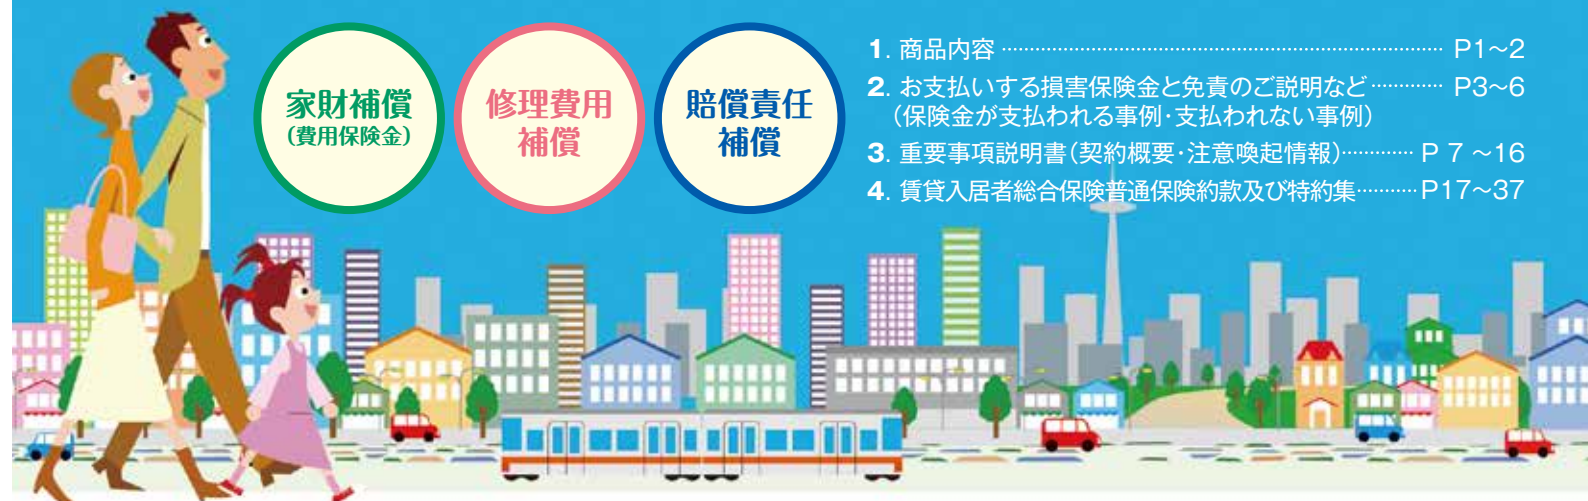 家財補償
(費用保険金)
修理費用
補償
賠償責任
補償
1. 商品内容 …………………………………………………………… P1～2
2. お支払いする損害保険金と免責のご説明など ………… P3～6
(保険金が支払われる事例･支払われない事例)
3. 重要事項説明書(契約概要･注意喚起情報) ………… P 7 ～16
4. 賃貸入居者総合保険普通保険約款及び特約集 ……… P17～37